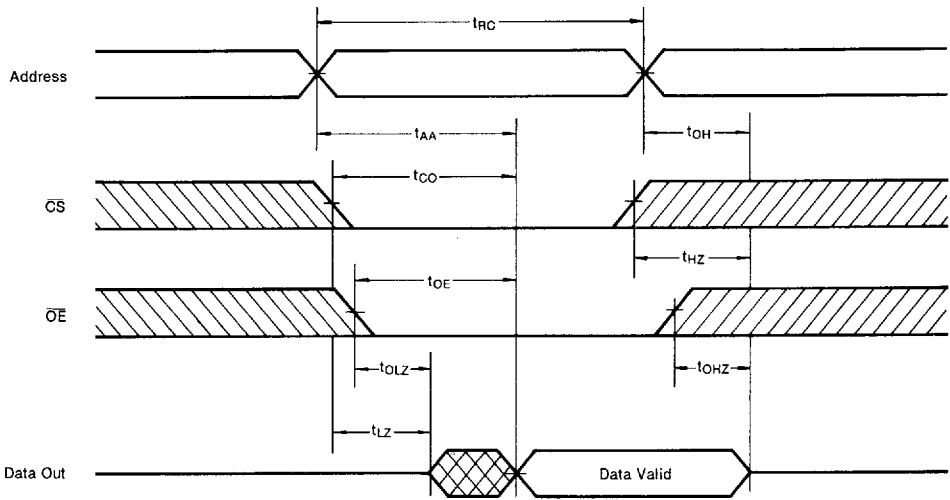 tRC
Address
tAA
tOH
tCO
CS
tHZ
tOE
OE
tOLZ
tOHZ
tLZ
Data Out
Data Valid